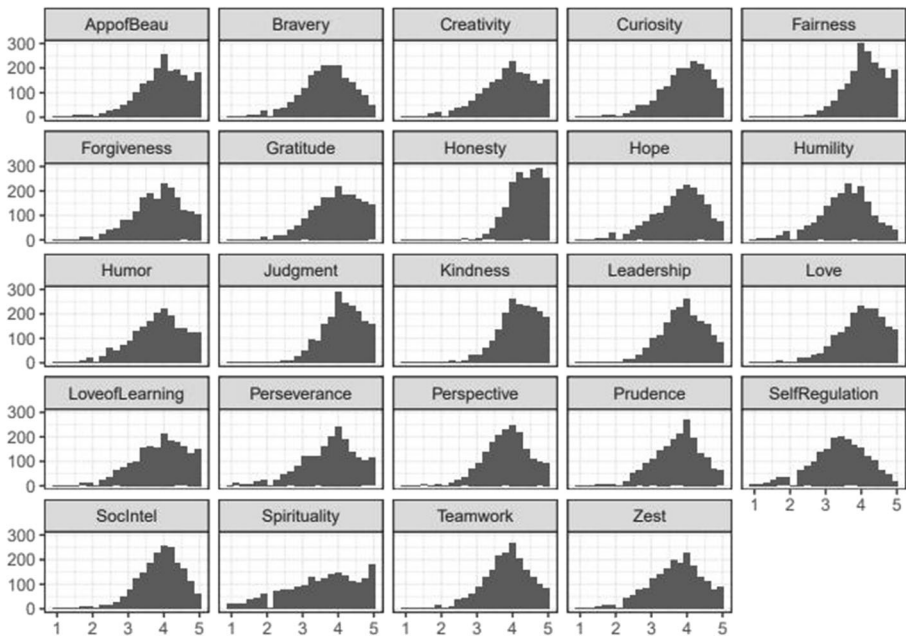 AppofBeau Bravery Creativity Curiosity Fairness
300
200
100
0
Forgiveness Gratitude Honesty Hope Humility
300
200
100
0
Humor Judgment Kindness Leadership Love
300
200
100
0
LoveofLearning Perseverance Perspective Prudence SelfRegulation
300
200
100
0
1 2 3 4 5
SocIntel Spirituality Teamwork Zest
300
200
100
0
1 2 3 4 5 1 2 3 4 5 1 2 3 4 5 1 2 3 4 5